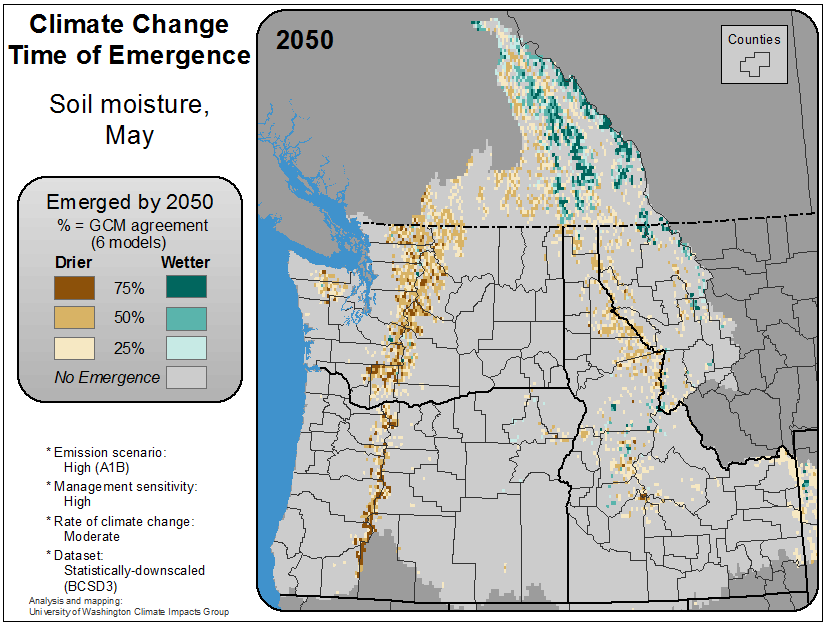 Climate Change
Time of Emergence
Soil moisture,
May
Emerged by 2050
% = GCM agreement
(6 models)
Drier Wetter
75%
50%
25%
No Emergence
* Emission scenario:
High (A1B)
* Management sensitivity:
High
* Rate of climate change:
Moderate
* Dataset:
Statistically-downscaled
(BCSD3)
Analysis and mapping:
University of Washington Climate Impacts Group
2050
Counties